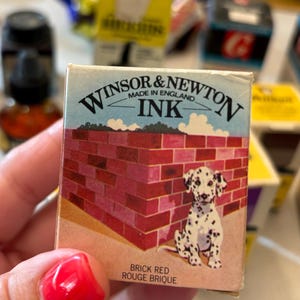 WINSOR & NEWTON
MADE IN ENGLAND
INK
BRICK RED
ROUGE BRIQUE